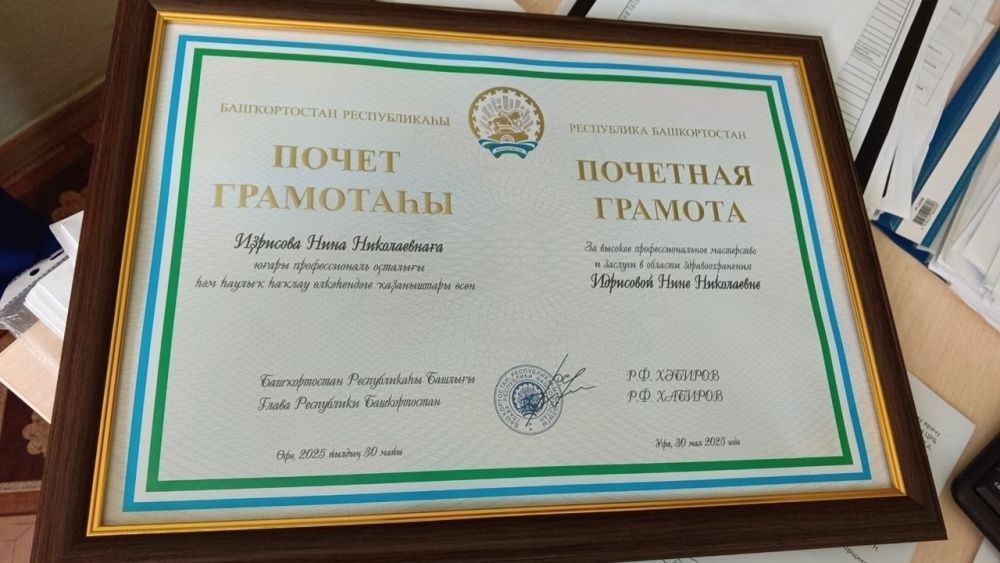 БАШҠОРТОСТАН РЕСПУБЛИКАҺЫ
ПОЧЕТ
ГРАМОТАҺЫ
Иҙрисова Нина Николаевнаға
юғары профессиональ оҫталығы
һәм һаулыҡ һаҡлау өлкәһендәге ҡаҙаныштары өсөн
Башҡортостан Республикаһы Башлығы
Глава Республики Башкортостан
Өфө, 2025 йылдың 30 майы
РЕСПУБЛИКА БАШКОРТОСТАН
ПОЧЕТНАЯ
ГРАМОТА
За высокое профессиональное мастерство
и заслуги в области здравоохранения
Идрисовой Нине Николаевне
Р.Ф. ХӘБИРОВ
Р.Ф. ХАБИРОВ
Уфа, 30 мая 2025 года